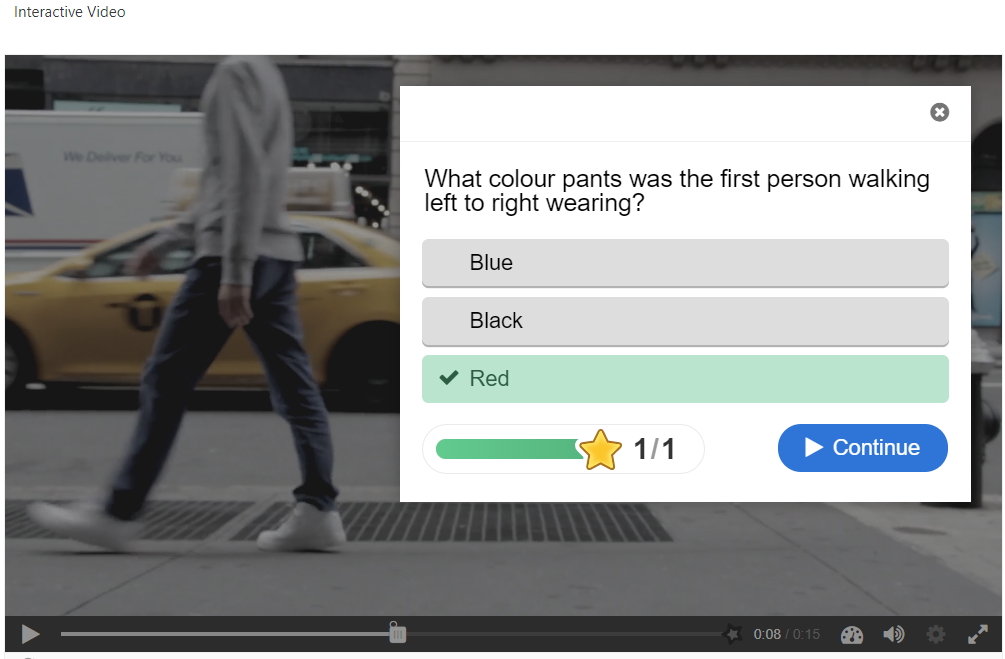 Interactive Video
We Deliver For You.
What colour pants was the first person walking
left to right wearing?
Blue
Black
Red
1/1
Continue
0:08 / 0:15